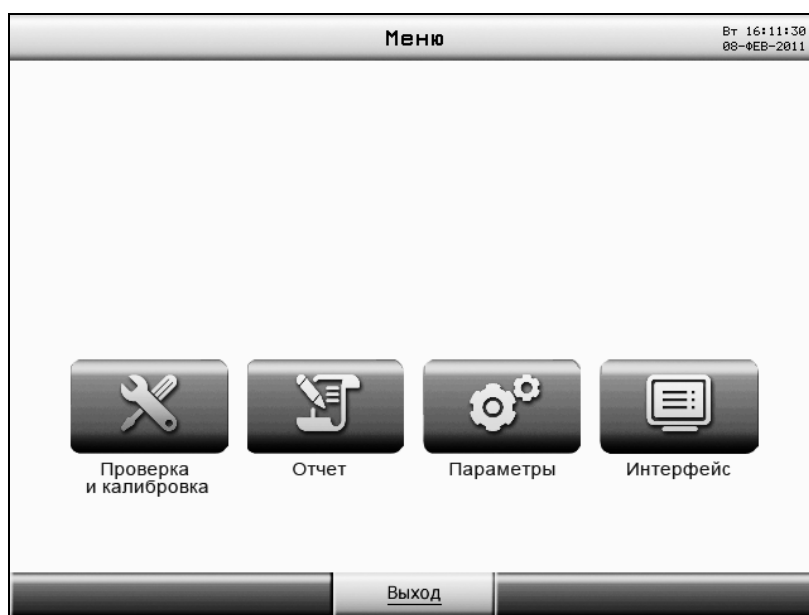 Меню
Вт 16:11:30
08-ФЕВ-2011
Проверка
и калибровка
Отчет
Параметры
Интерфейс
Выход